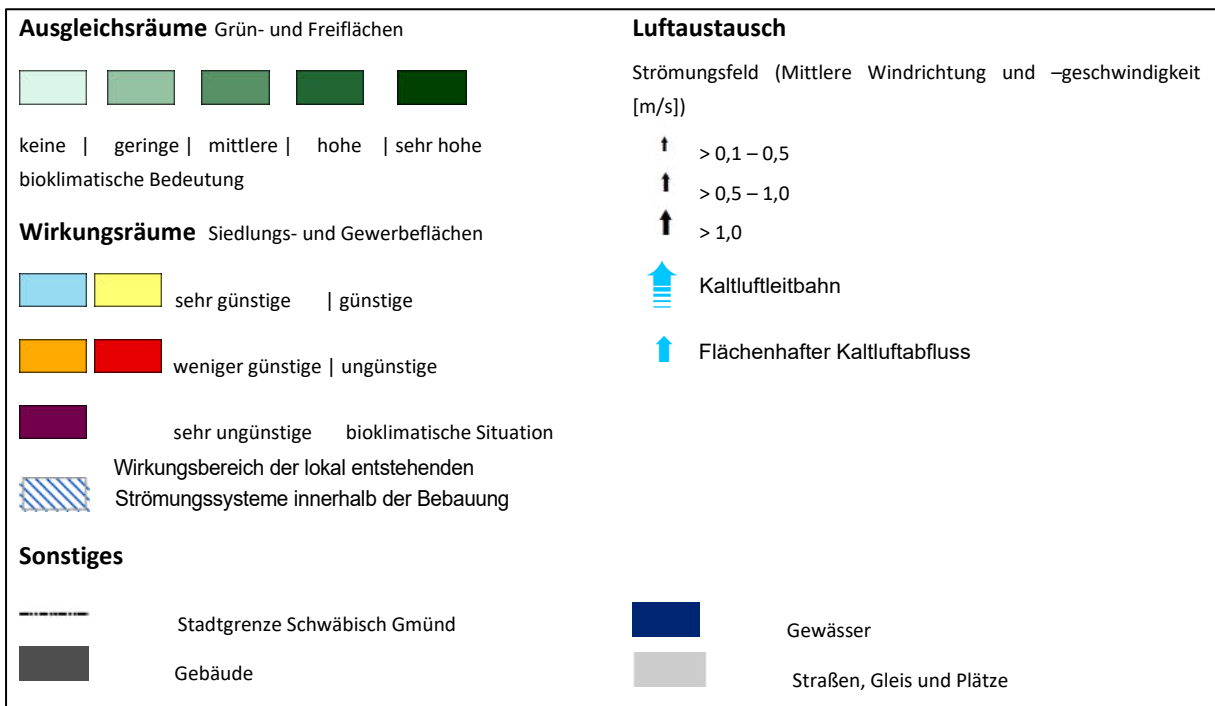 Ausgleichsräume Grün- und Freiflächen
keine | geringe | mittlere | hohe | sehr hohe
bioklimatische Bedeutung
Wirkungsräume Siedlungs- und Gewerbeflächen
sehr günstige | günstige
weniger günstige | ungünstige
sehr ungünstige bioklimatische Situation
Wirkungsbereich der lokal entstehenden
Strömungssysteme innerhalb der Bebauung
Luftaustausch
Strömungsfeld (Mittlere Windrichtung und –geschwindigkeit
[m/s])
> 0,1 – 0,5
> 0,5 – 1,0
> 1,0
Kaltluftleitbahn
Flächenhafter Kaltluftabfluss
Sonstiges
Stadtgrenze Schwäbisch Gmünd
Gebäude
Gewässer
Straßen, Gleis und Plätze